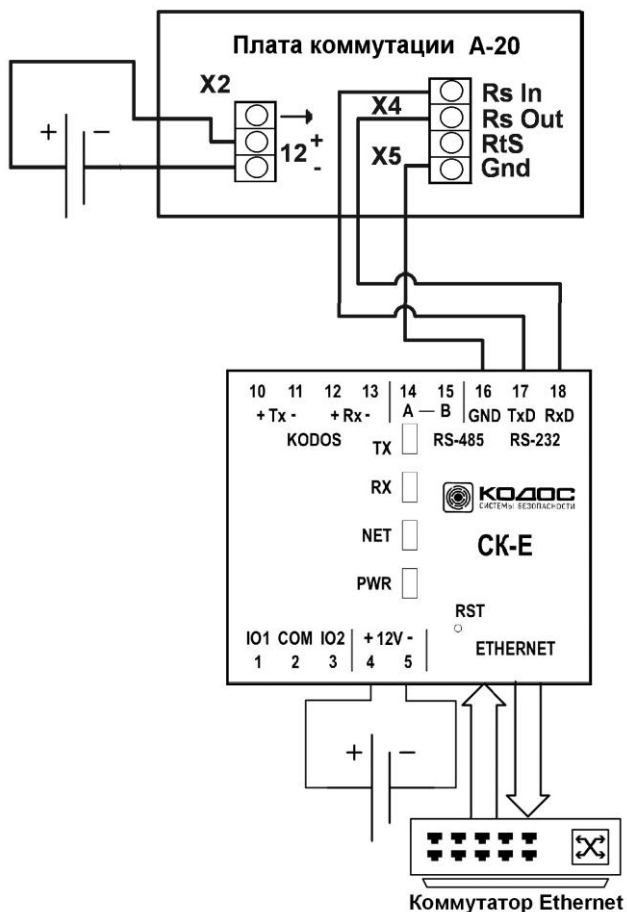 Плата коммутации А-20
X2
12 + -
X4
X5
Rs In
Rs Out
RtS
Gnd
+ −
10 11 12 13 14 15 16 17 18
+ Tx - + Rx - A — B GND TxD RxD
KODOS RS-485 RS-232
TX
RX
NET
PWR
КОДОС
СИСТЕМЫ БЕЗОПАСНОСТИ
СК-Е
RST
ETHERNET
IO1 COM IO2 + 12V -
1 2 3 4 5
+ −
Коммутатор Ethernet